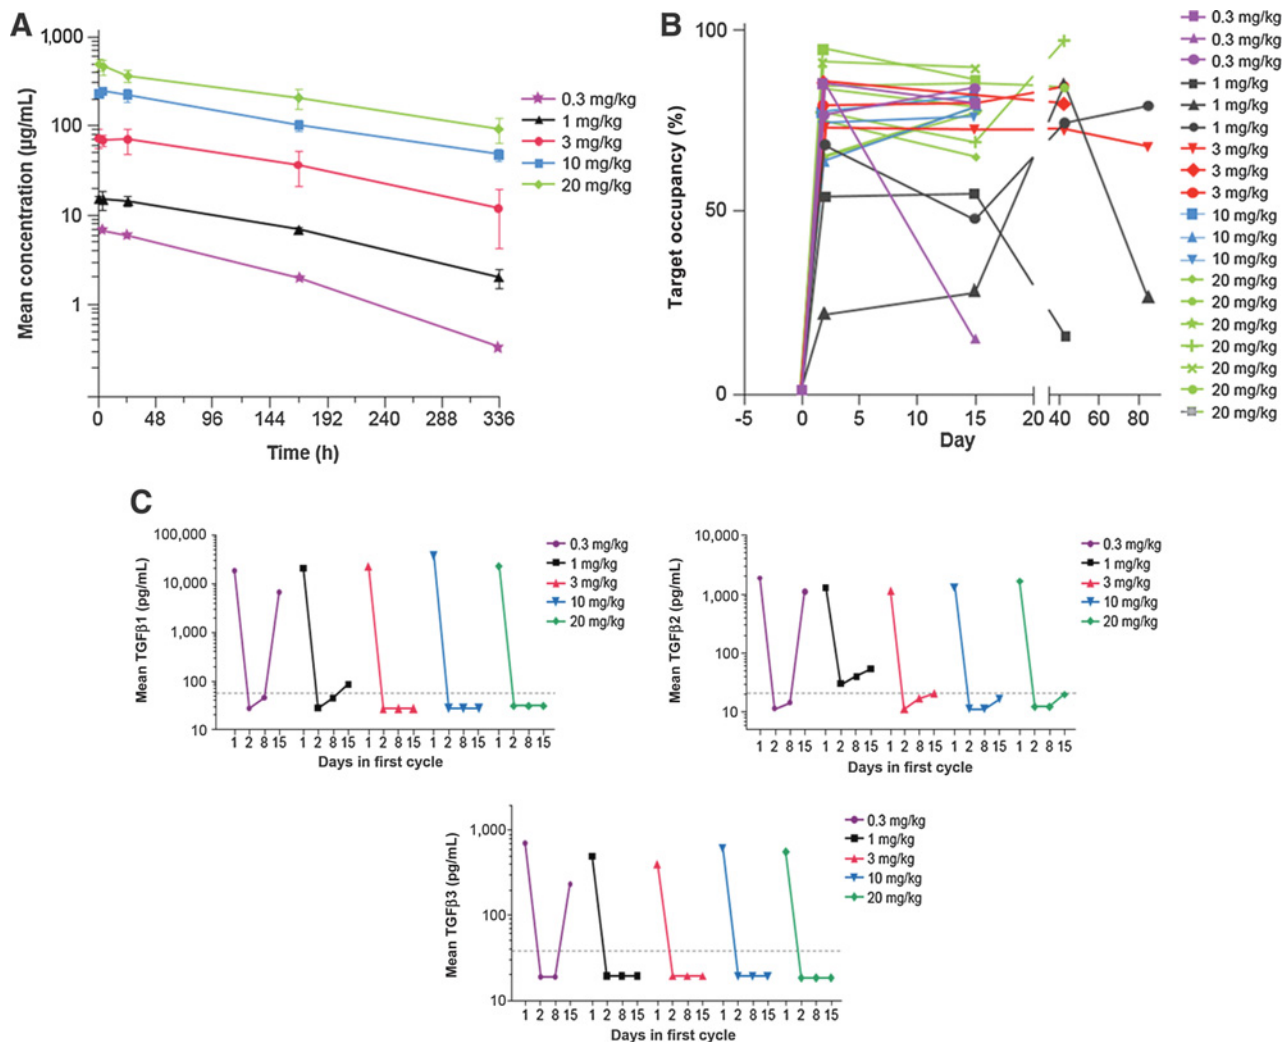 A
1,000
100
10
1
Mean concentration (µg/mL)
0 48 96 144 192 240 288 336
Time (h)
0.3 mg/kg
1 mg/kg
3 mg/kg
10 mg/kg
20 mg/kg
B
100
50
0
Target occupancy (%)
-5 0 5 10 15 20 40 60 80
Day
0.3 mg/kg
0.3 mg/kg
0.3 mg/kg
1 mg/kg
1 mg/kg
1 mg/kg
3 mg/kg
3 mg/kg
3 mg/kg
10 mg/kg
10 mg/kg
10 mg/kg
20 mg/kg
20 mg/kg
20 mg/kg
20 mg/kg
20 mg/kg
20 mg/kg
20 mg/kg
C
100,000
10,000
1,000
100
10
Mean TGFβ1 (pg/mL)
1 2 8 15 1 2 8 15 1 2 8 15 1 2 8 15 1 2 8 15
Days in first cycle
0.3 mg/kg
1 mg/kg
3 mg/kg
10 mg/kg
20 mg/kg
10,000
1,000
100
10
Mean TGFβ2 (pg/mL)
1 2 8 15 1 2 8 15 1 2 8 15 1 2 8 15 1 2 8 15
Days in first cycle
0.3 mg/kg
1 mg/kg
3 mg/kg
10 mg/kg
20 mg/kg
1,000
100
10
Mean TGFβ3 (pg/mL)
1 2 8 15 1 2 8 15 1 2 8 15 1 2 8 15 1 2 8 15
Days in first cycle
0.3 mg/kg
1 mg/kg
3 mg/kg
10 mg/kg
20 mg/kg